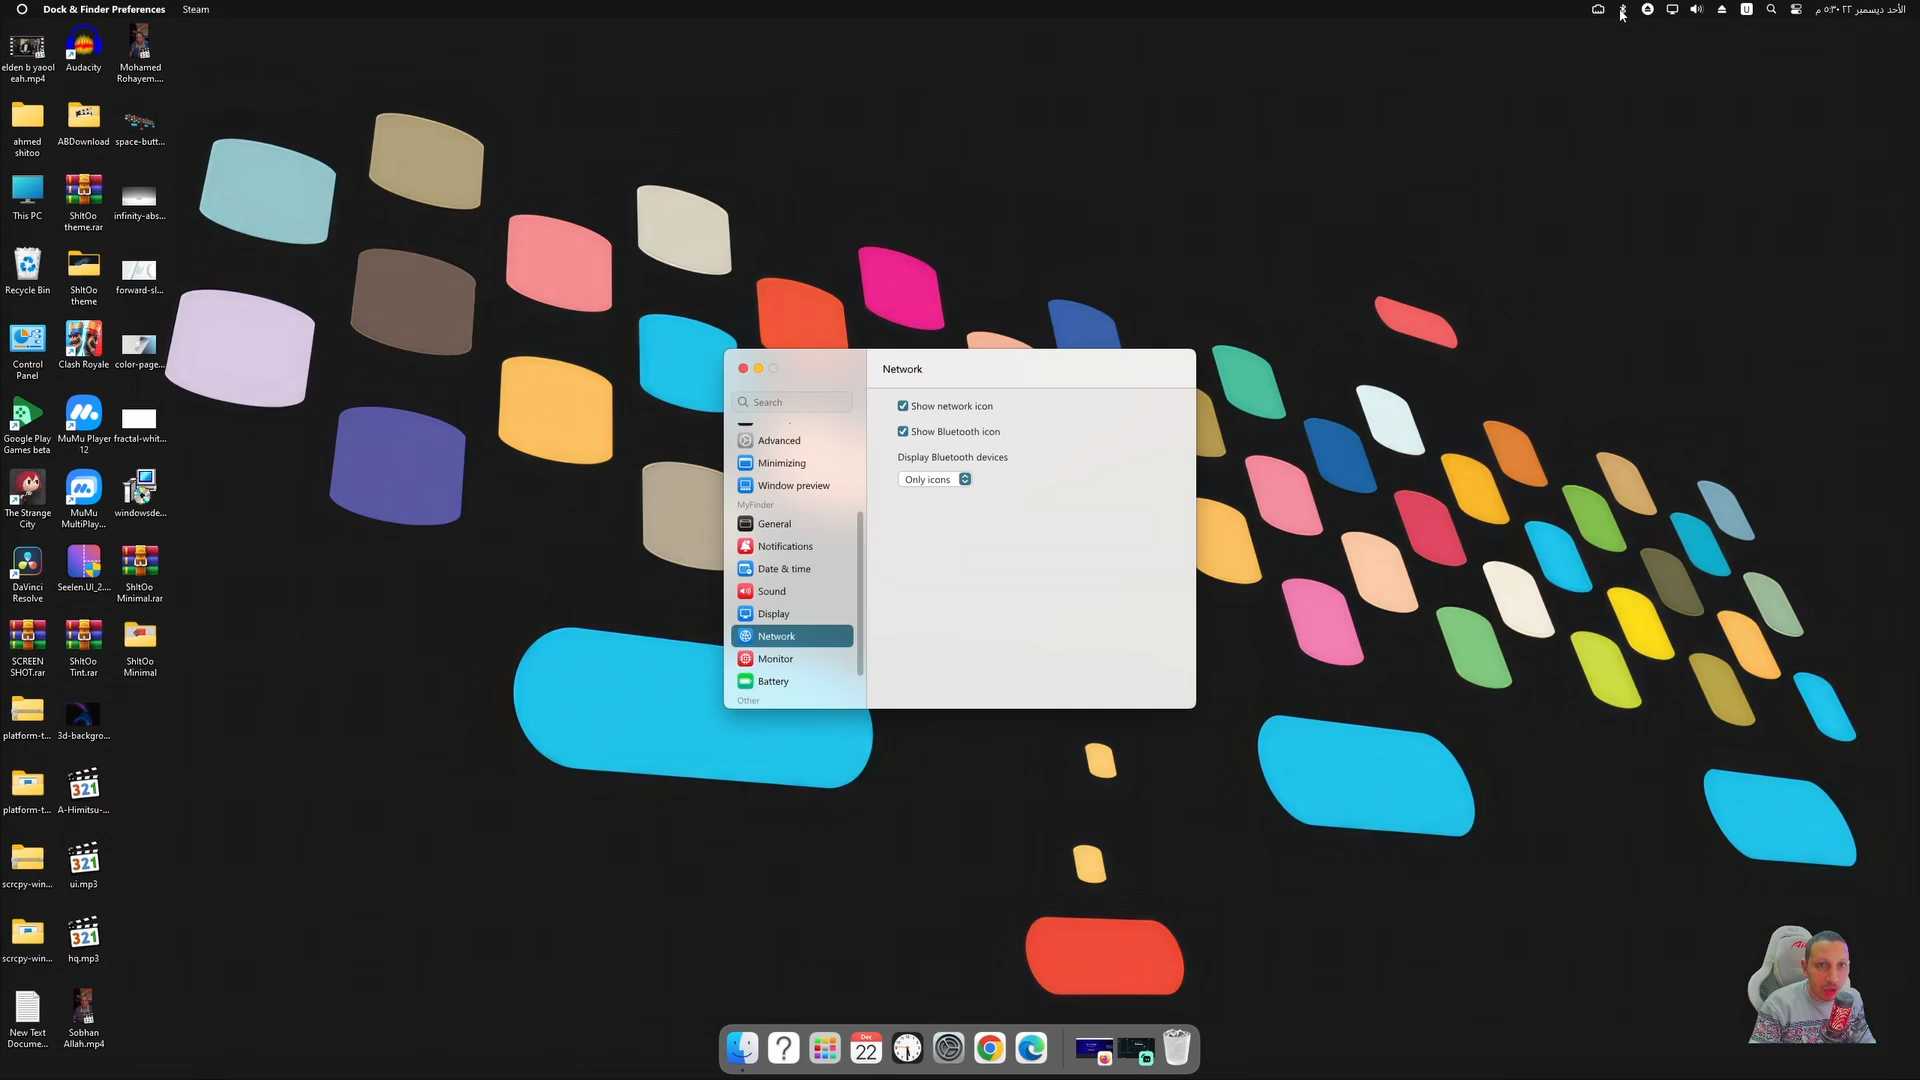 Dock & Finder Preferences
Steam
U
الأحد ديسمبر ٢٢ ٥:٣٠ م
elden b yaool
eah.mp4
Audacity
Mohamed
Rohayem....
ahmed
shitoo
ABDownload
space-butt...
This PC
ShItOo
theme.rar
infinity-abs...
Recycle Bin
ShItOo
theme
forward-sl...
Control
Panel
Clash Royale
color-page...
Google Play
Games beta
MuMu Player
12
fractal-whit...
The Strange
City
MuMu
MultiPlay...
windowsde...
DaVinci
Resolve
Seelen.UI_2....
ShItOo
Minimal.rar
SCREEN
SHOT.rar
ShItOo
Tint.rar
ShItOo
Minimal
platform-t...
3d-backgro...
platform-t...
321
A-Himitsu-...
scrcpy-win...
321
ui.mp3
scrcpy-win...
321
hq.mp3
New Text
Docume...
Sobhan
Allah.mp4
Search
Advanced
Minimizing
Window preview
MyFinder
General
Notifications
Date & time
Sound
Display
Network
Monitor
Battery
Other
Network
Show network icon
Show Bluetooth icon
Display Bluetooth devices
Only icons
?
Dec
22